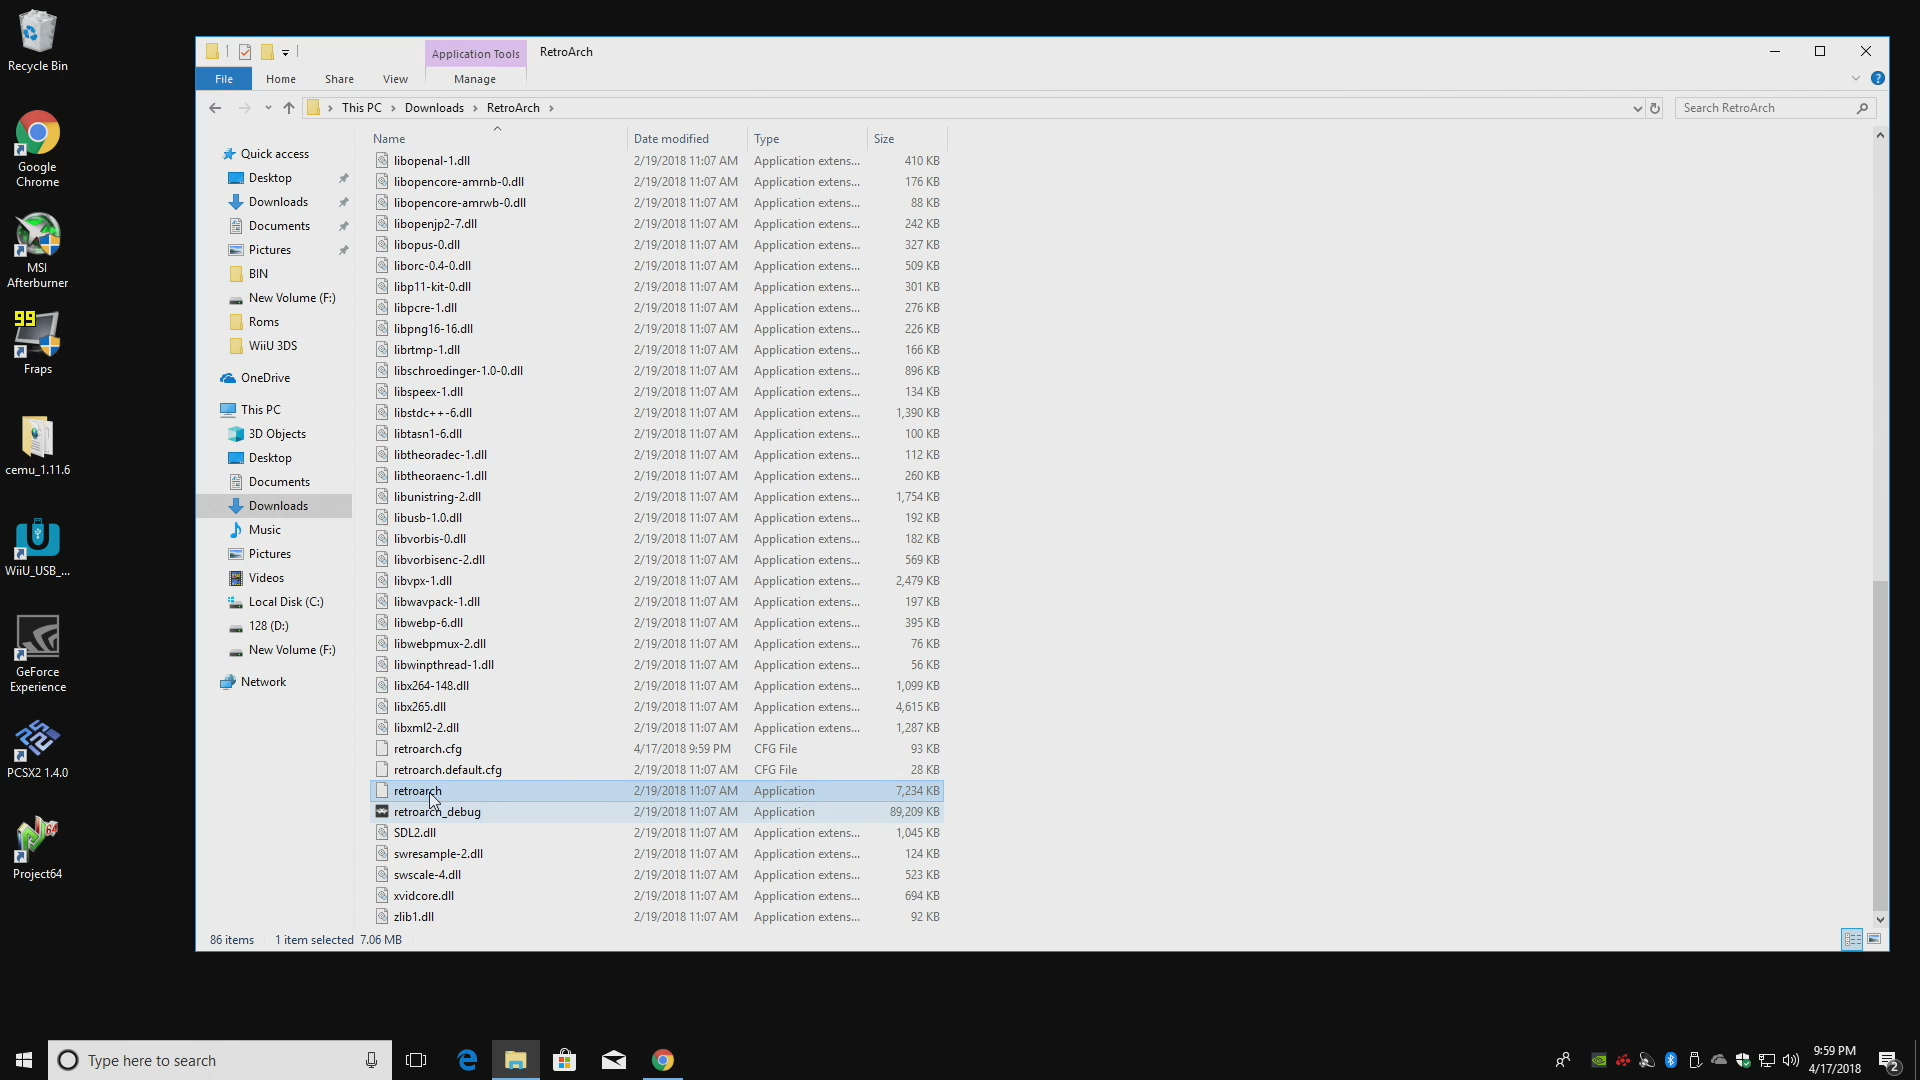 Recycle Bin
Google
Chrome
MSI
Afterburner
99
Fraps
cemu_1.11.6
WiiU_USB_...
GeForce
Experience
PCSX2 1.4.0
64
Project64
Application Tools
RetroArch
File
Home
Share
View
Manage
This PC
Downloads
RetroArch
Search RetroArch
Quick access
Desktop
Downloads
Documents
Pictures
BIN
New Volume (F:)
Roms
WiiU 3DS
OneDrive
This PC
3D Objects
Desktop
Documents
Downloads
Music
Pictures
Videos
Local Disk (C:)
128 (D:)
New Volume (F:)
Network
Name Date modified Type Size
libopenal-1.dll 2/19/2018 11:07 AM Application extens... 410 KB
libopencore-amrnb-0.dll 2/19/2018 11:07 AM Application extens... 176 KB
libopencore-amrwb-0.dll 2/19/2018 11:07 AM Application extens... 88 KB
libopenjp2-7.dll 2/19/2018 11:07 AM Application extens... 242 KB
libopus-0.dll 2/19/2018 11:07 AM Application extens... 327 KB
liborc-0.4-0.dll 2/19/2018 11:07 AM Application extens... 509 KB
libp11-kit-0.dll 2/19/2018 11:07 AM Application extens... 301 KB
libpcre-1.dll 2/19/2018 11:07 AM Application extens... 276 KB
libpng16-16.dll 2/19/2018 11:07 AM Application extens... 226 KB
librtmp-1.dll 2/19/2018 11:07 AM Application extens... 166 KB
libschroedinger-1.0-0.dll 2/19/2018 11:07 AM Application extens... 896 KB
libspeex-1.dll 2/19/2018 11:07 AM Application extens... 134 KB
libstdc++-6.dll 2/19/2018 11:07 AM Application extens... 1,390 KB
libtasn1-6.dll 2/19/2018 11:07 AM Application extens... 100 KB
libtheoradec-1.dll 2/19/2018 11:07 AM Application extens... 112 KB
libtheoraenc-1.dll 2/19/2018 11:07 AM Application extens... 260 KB
libunistring-2.dll 2/19/2018 11:07 AM Application extens... 1,754 KB
libusb-1.0.dll 2/19/2018 11:07 AM Application extens... 192 KB
libvorbis-0.dll 2/19/2018 11:07 AM Application extens... 182 KB
libvorbisenc-2.dll 2/19/2018 11:07 AM Application extens... 569 KB
libvpx-1.dll 2/19/2018 11:07 AM Application extens... 2,479 KB
libwavpack-1.dll 2/19/2018 11:07 AM Application extens... 197 KB
libwebp-6.dll 2/19/2018 11:07 AM Application extens... 395 KB
libwebpmux-2.dll 2/19/2018 11:07 AM Application extens... 76 KB
libwinpthread-1.dll 2/19/2018 11:07 AM Application extens... 56 KB
libx264-148.dll 2/19/2018 11:07 AM Application extens... 1,099 KB
libx265.dll 2/19/2018 11:07 AM Application extens... 4,615 KB
libxml2-2.dll 2/19/2018 11:07 AM Application extens... 1,287 KB
retroarch.cfg 4/17/2018 9:59 PM CFG File 93 KB
retroarch.default.cfg 2/19/2018 11:07 AM CFG File 28 KB
retroarch 2/19/2018 11:07 AM Application 7,234 KB
retroarch_debug 2/19/2018 11:07 AM Application 89,209 KB
SDL2.dll 2/19/2018 11:07 AM Application extens... 1,045 KB
swresample-2.dll 2/19/2018 11:07 AM Application extens... 124 KB
swscale-4.dll 2/19/2018 11:07 AM Application extens... 523 KB
xvidcore.dll 2/19/2018 11:07 AM Application extens... 694 KB
zlib1.dll 2/19/2018 11:07 AM Application extens... 92 KB
86 items 1 item selected 7.06 MB
Type here to search
9:59 PM
4/17/2018
2